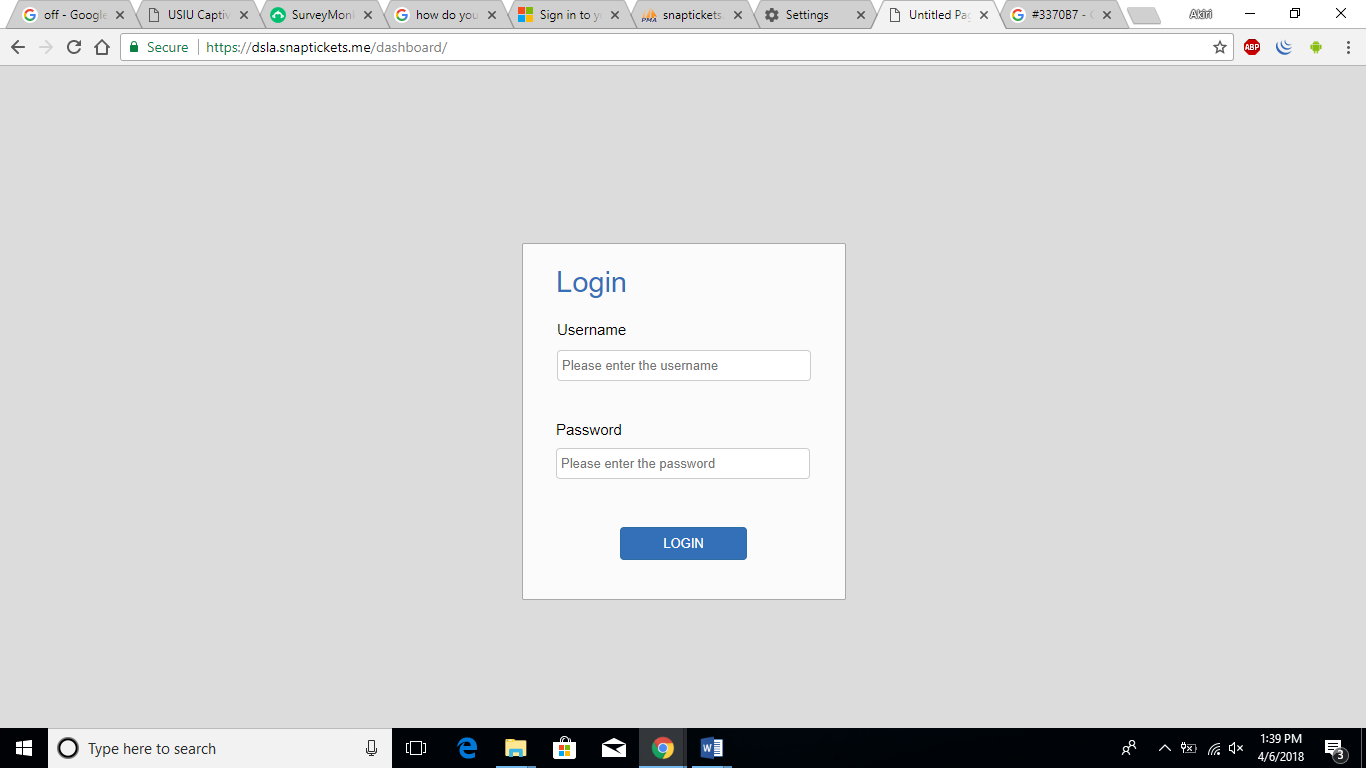 off - Google
USIU Captiv
SurveyMon
how do you
Sign in to y
snaptickets.
Settings
Untitled Pag
#3370B7 - G
Akiri
Secure
https://dsla.snaptickets.me/dashboard/
ABP
Login
Username
Please enter the username
Password
Please enter the password
LOGIN
Type here to search
1:39 PM
4/6/2018
3